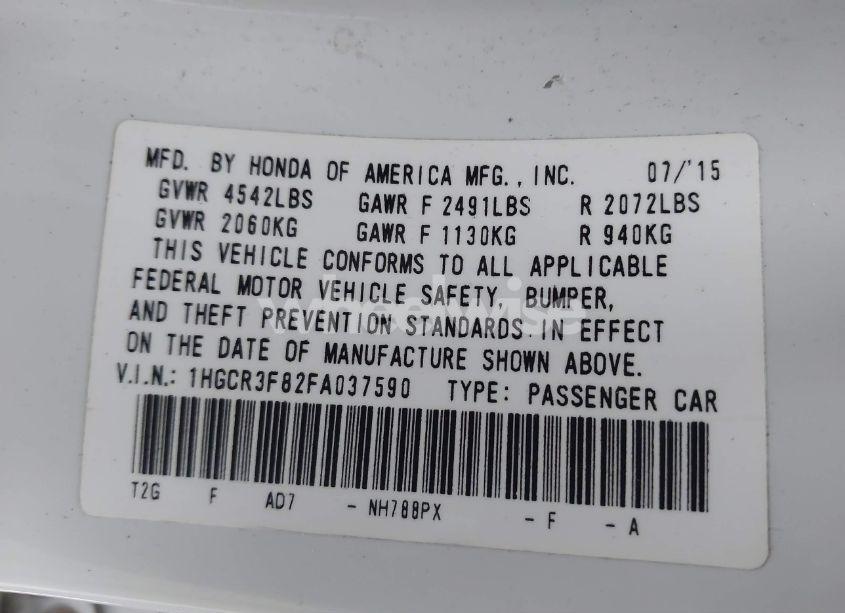 MFD. BY HONDA OF AMERICA MFG., INC. 07/'15
GVWR 4542LBS GAWR F 2491LBS R 2072LBS
GVWR 2060KG GAWR F 1130KG R 940KG
THIS VEHICLE CONFORMS TO ALL APPLICABLE
FEDERAL MOTOR VEHICLE SAFETY, BUMPER,
AND THEFT PREVENTION STANDARDS IN EFFECT
ON THE DATE OF MANUFACTURE SHOWN ABOVE.
V.I.N.: 1HGCR3F82FA037590 TYPE: PASSENGER CAR
T2G F AD7 - NH788PX - F - A